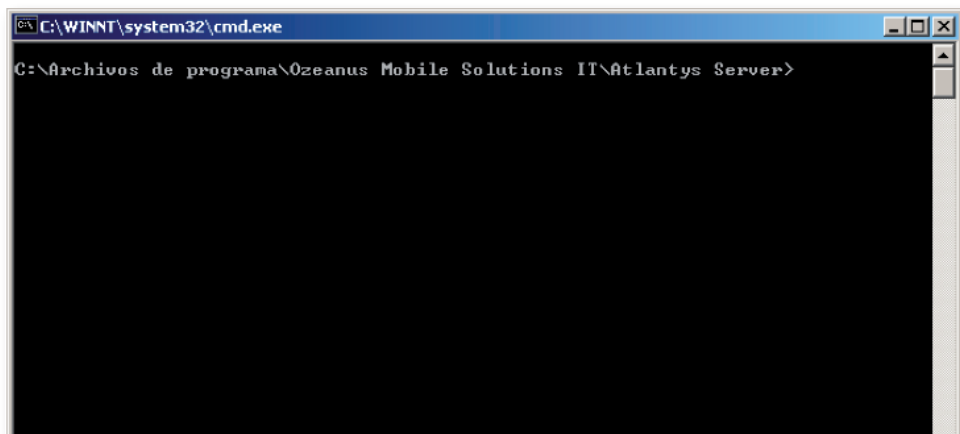 C:\WINNT\system32\cmd.exe
C:\Archivos de programa\Ozeanus Mobile Solutions IT\Atlantys Server>